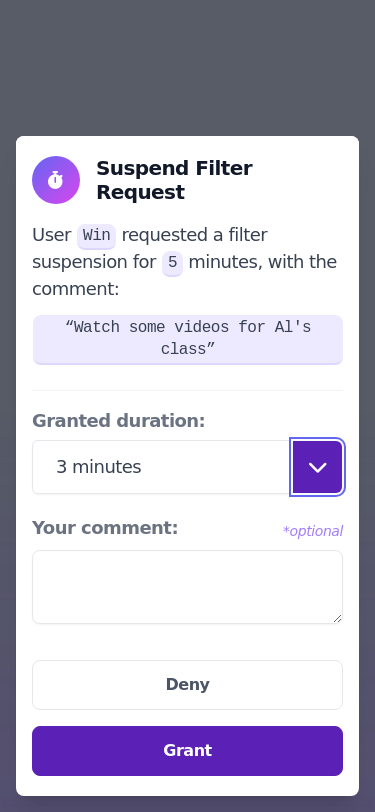 Suspend Filter
Request
User Win requested a filter
suspension for 5 minutes, with the
comment:
“Watch some videos for Al's
class”
Granted duration:
3 minutes
Your comment:
*optional
Deny
Grant